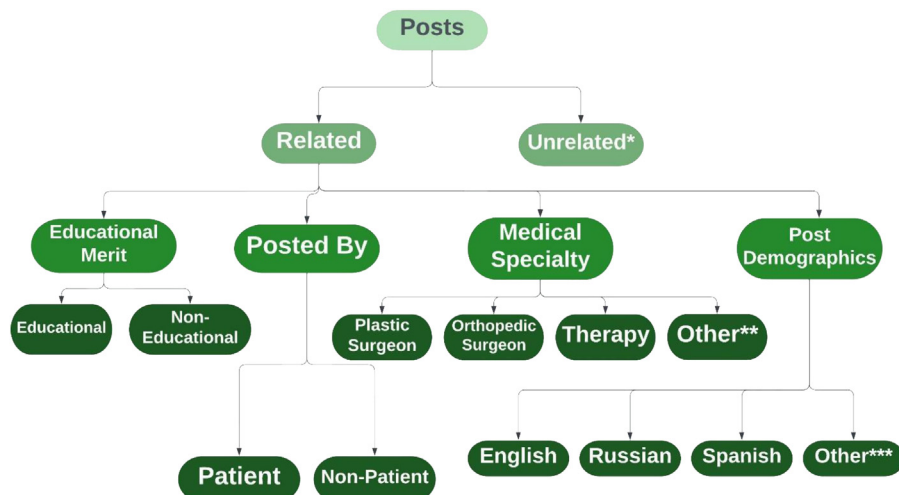 Posts
Related
Unrelated*
Educational
Merit
Posted By
Medical
Specialty
Post
Demographics
Educational
Non-
Educational
Plastic
Surgeon
Orthopedic
Surgeon
Therapy
Other**
Patient
Non-Patient
English
Russian
Spanish
Other***